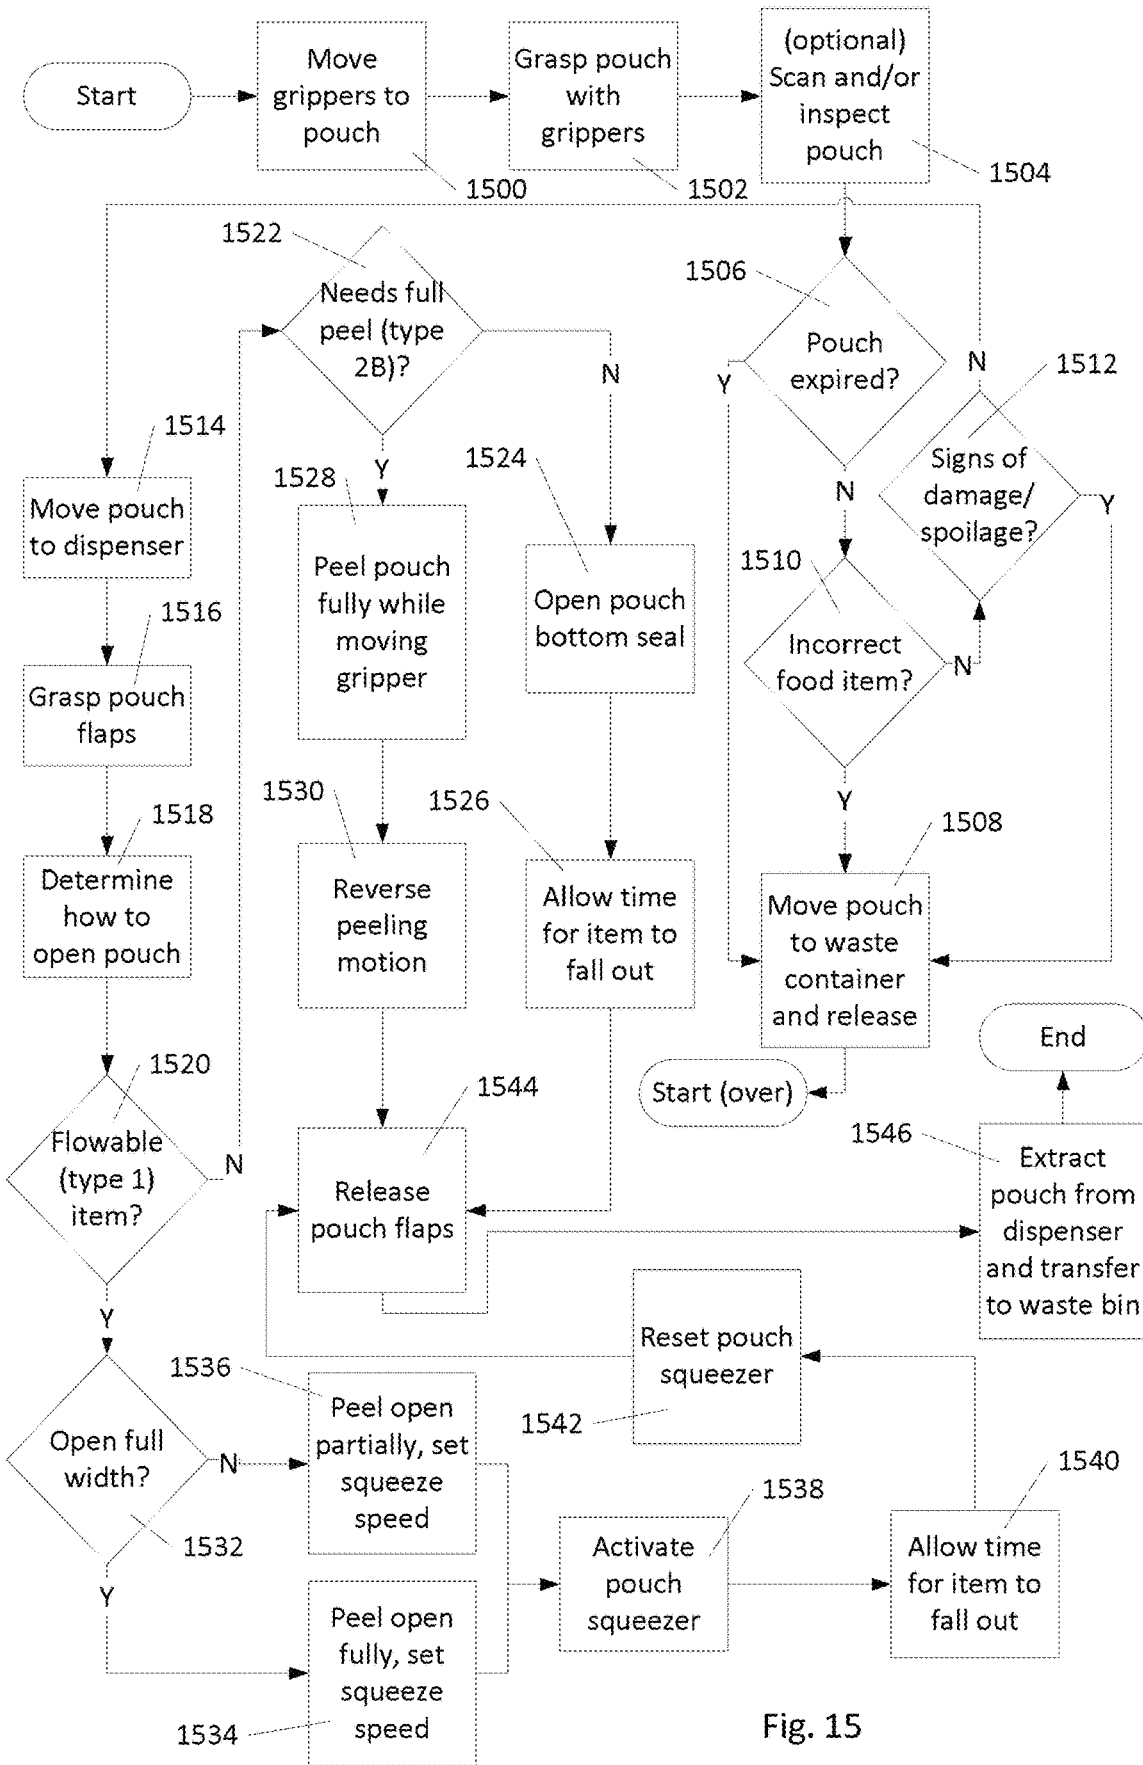 Start
Move
grippers to
pouch
1500
Grasp pouch
with
grippers
1502
(optional)
Scan and/or
inspect
pouch
1504
1506
Pouch
expired?
Y
N
1510
Incorrect
food item?
N
Y
1512
Signs of
damage/
spoilage?
N
Y
1508
Move pouch
to waste
container
and release
Start (over)
1514
Move pouch
to dispenser
1516
Grasp pouch
flaps
1518
Determine
how to
open pouch
1520
Flowable
(type 1)
item?
N
Y
1522
Needs full
peel (type
2B)?
N
Y
1524
Open pouch
bottom seal
1526
Allow time
for item to
fall out
1528
Peel pouch
fully while
moving
gripper
1530
Reverse
peeling
motion
1544
Release
pouch flaps
1546
Extract
pouch from
dispenser
and transfer
to waste bin
End
Open full
width?
1532
N
Y
1536
Peel open
partially, set
squeeze
speed
1534
Peel open
fully, set
squeeze
speed
1538
Activate
pouch
squeezer
1540
Allow time
for item to
fall out
1542
Reset pouch
squeezer
Fig. 15